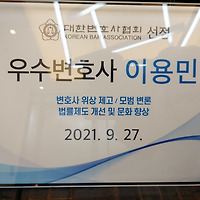 대한변호사협회 선정
KOREAN BAR ASSOCIATION
우수변호사 이용민
변호사 위상 제고 / 모범 변론
법률제도 개선 및 문화 향상
2021. 9. 27.